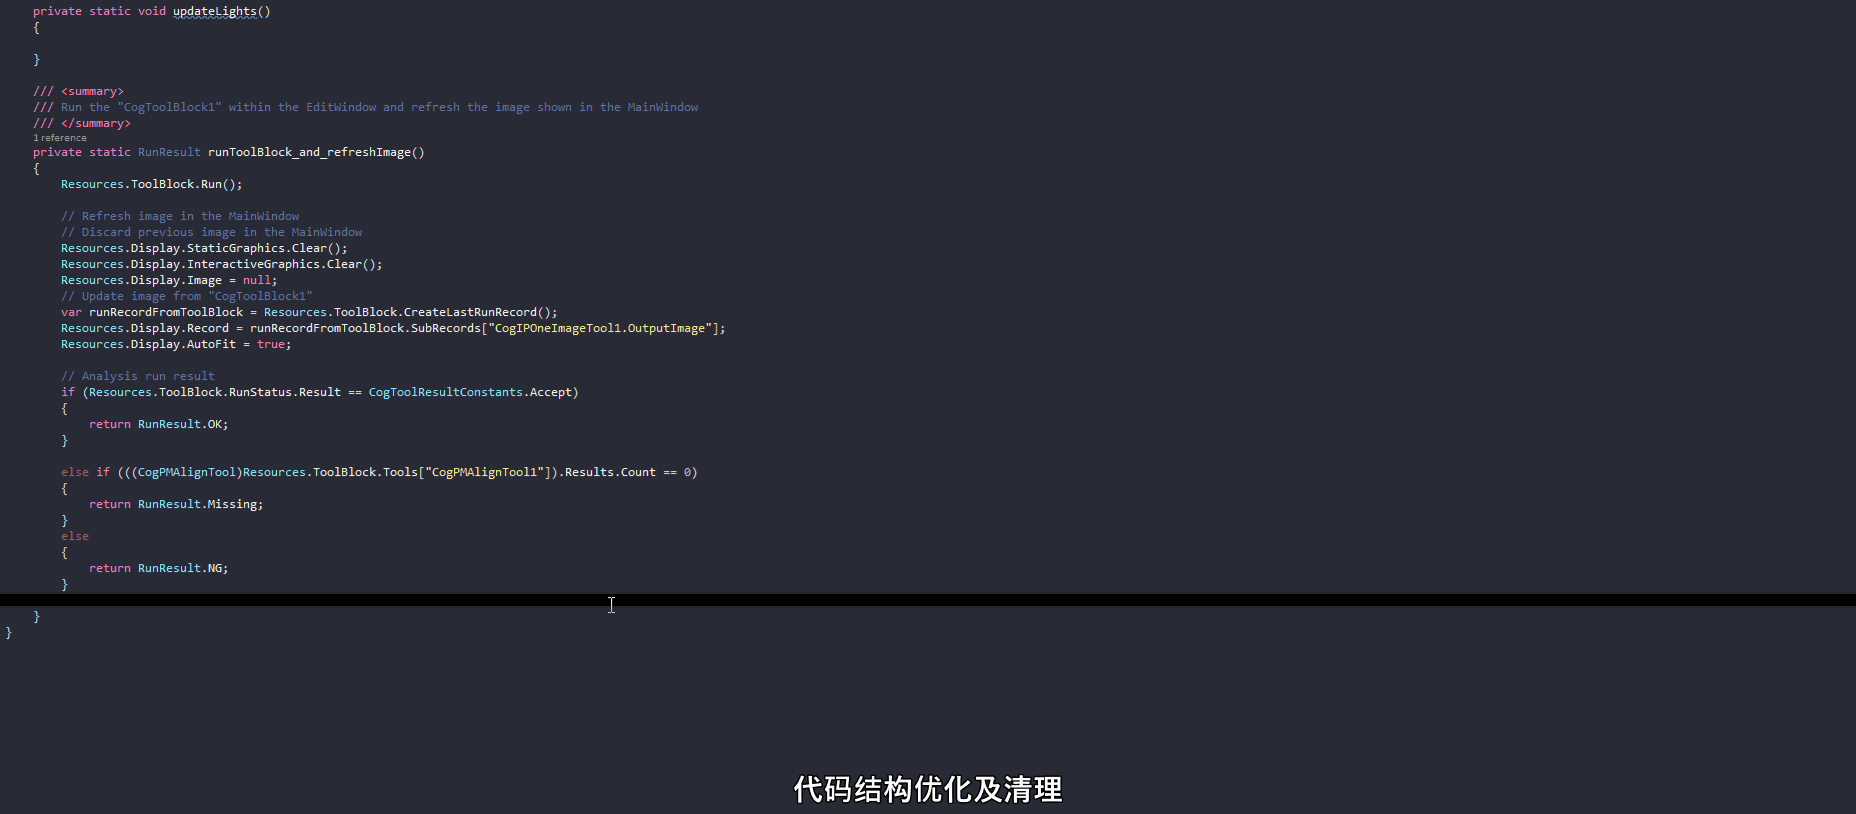 private static void updateLights()
{
}
/// <summary>
/// Run the "CogToolBlock1" within the EditWindow and refresh the image shown in the MainWindow
/// </summary>
1 reference
private static RunResult runToolBlock_and_refreshImage()
{
Resources.ToolBlock.Run();
// Refresh image in the MainWindow
// Discard previous image in the MainWindow
Resources.Display.StaticGraphics.Clear();
Resources.Display.InteractiveGraphics.Clear();
Resources.Display.Image = null;
// Update image from "CogToolBlock1"
var runRecordFromToolBlock = Resources.ToolBlock.CreateLastRunRecord();
Resources.Display.Record = runRecordFromToolBlock.SubRecords["CogIPOneImageTool1.OutputImage"];
Resources.Display.AutoFit = true;
// Analysis run result
if (Resources.ToolBlock.RunStatus.Result == CogToolResultConstants.Accept)
{
return RunResult.OK;
}
else if (((CogPMAlignTool)Resources.ToolBlock.Tools["CogPMAlignTool1"]).Results.Count == 0)
{
return RunResult.Missing;
}
else
{
return RunResult.NG;
}
}
}
代码结构优化及清理